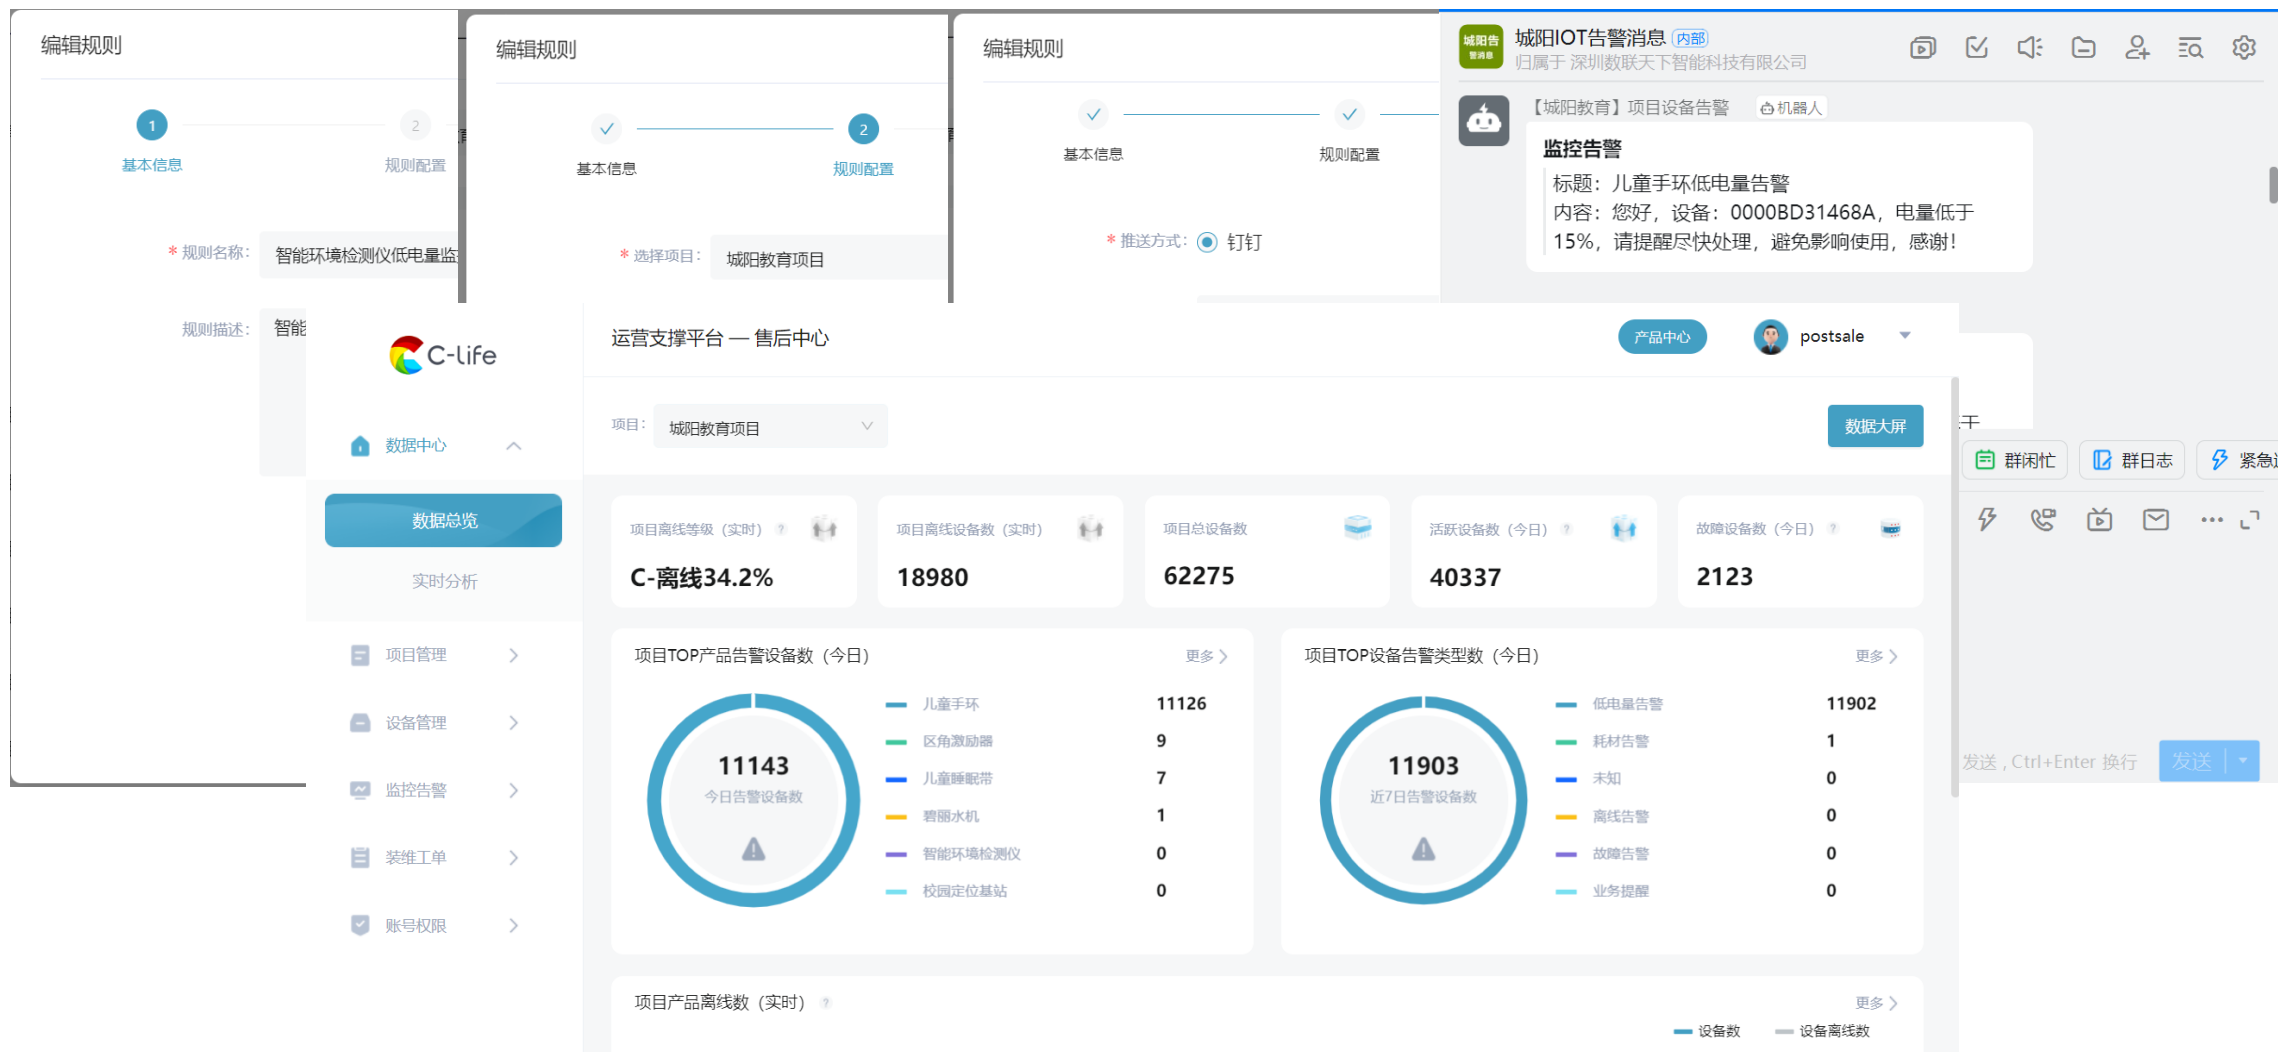 编辑规则
1
2
基本信息
规则配置
* 规则名称：
智能环境检测仪低电量监
规则描述：
智能
编辑规则
2
基本信息
规则配置
* 选择项目：
城阳教育项目
编辑规则
基本信息
规则配置
* 推送方式：
钉钉
城阳告
警消息
城阳IOT告警消息 内部
归属于 深圳数联天下智能科技有限公司
【城阳教育】项目设备告警 机器人
监控告警
标题：儿童手环低电量告警
内容：您好，设备：0000BD31468A，电量低于
15%，请提醒尽快处理，避免影响使用，感谢！
群闲忙
群日志
紧急
发送 , Ctrl+Enter 换行
发送
C-life
数据中心
数据总览
实时分析
项目管理
设备管理
监控告警
装维工单
账号权限
运营支撑平台 — 售后中心
产品中心
postsale
项目：
城阳教育项目
数据大屏
项目离线等级（实时） ?
C-离线34.2%
项目离线设备数（实时）
18980
项目总设备数
62275
活跃设备数（今日） ?
40337
故障设备数（今日） ?
2123
项目TOP产品告警设备数（今日）
更多
11143
今日告警设备数
儿童手环 11126
区角激励器 9
儿童睡眠带 7
碧丽水机 1
智能环境检测仪 0
校园定位基站 0
项目TOP设备告警类型数（今日）
更多
11903
近7日告警设备数
低电量告警 11902
耗材告警 1
未知 0
离线告警 0
故障告警 0
业务提醒 0
项目产品离线数（实时） ?
更多
设备数
设备离线数